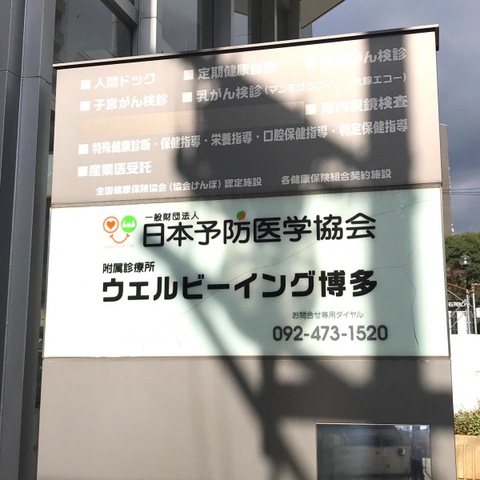 ■人間ドック ■定期健康診断
■子宮がん検診 ■乳がん検診(マンモグラフィー・乳腺エコー)
■胃内視鏡検査
■特殊健康診断・保健指導・栄養指導・口腔保健指導・特定保健指導
■産業医受託
全国健康保険協会(協会けんぽ)認定施設 各健康保険組合契約施設
一般財団法人
日本予防医学協会
附属診療所
ウェルビーイング博多
お問合せ専用ダイヤル
092-473-1520